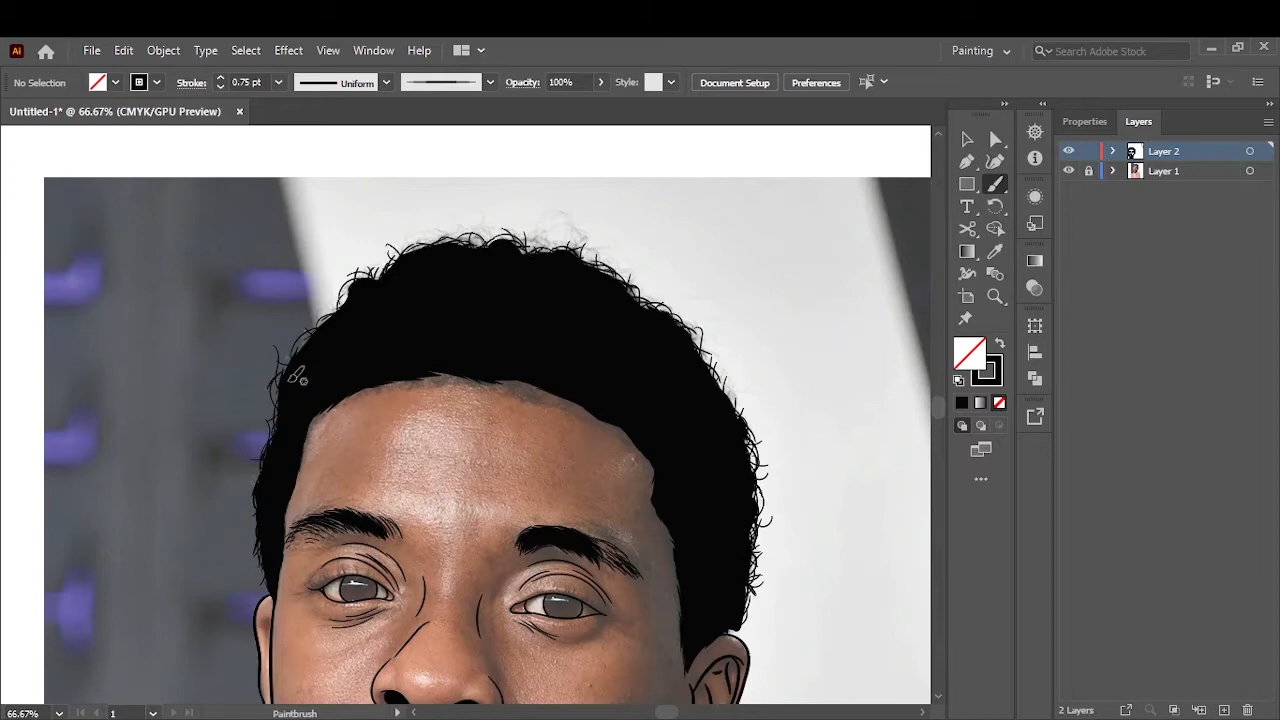 Ai File Edit Object Type Select Effect View Window Help Painting Search Adobe Stock
No Selection Stroke: 0.75 pt Uniform Opacity: 100% Style: Document Setup Preferences
Untitled-1* @ 66.67% (CMYK/GPU Preview) ×
Properties Layers
Layer 2
Layer 1
66.67% 1 Paintbrush 2 Layers